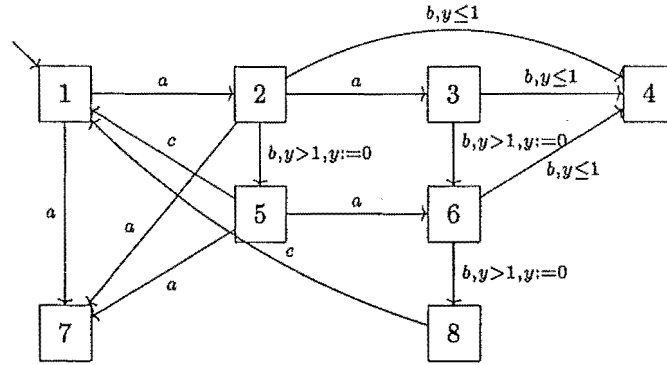 b, y≤1
a
a
b, y≤1
1
2
3
4
c
b, y>1, y:=0
b, y>1, y:=0
b, y≤1
a
a
5
a
6
c
a
b, y>1, y:=0
7
8